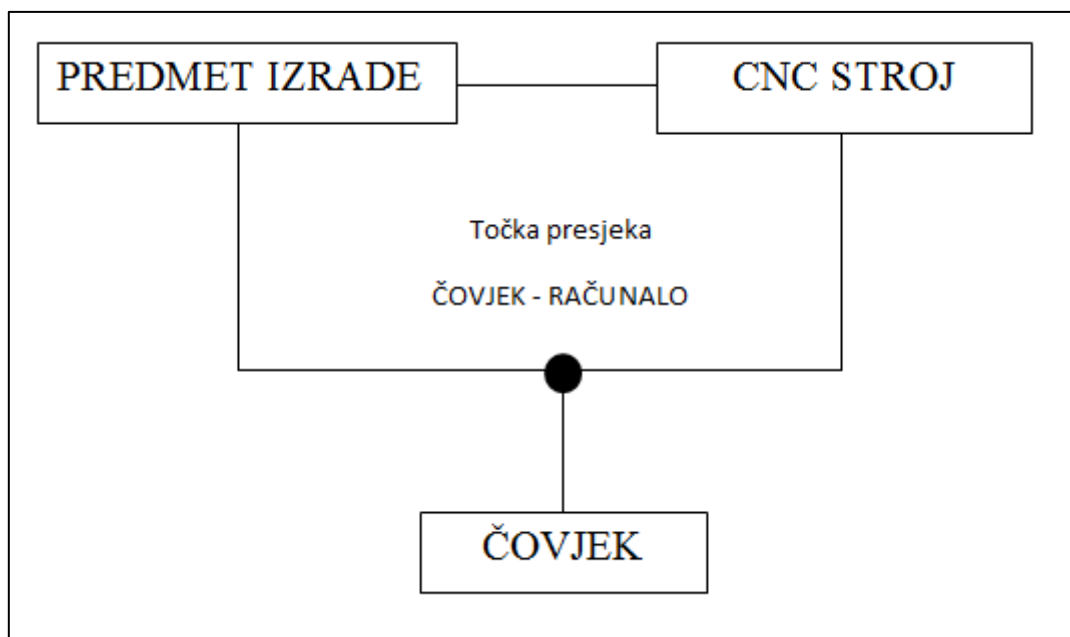 PREDMET IZRADE
CNC STROJ
Točka presjeka
ČOVJEK - RAČUNALO
ČOVJEK